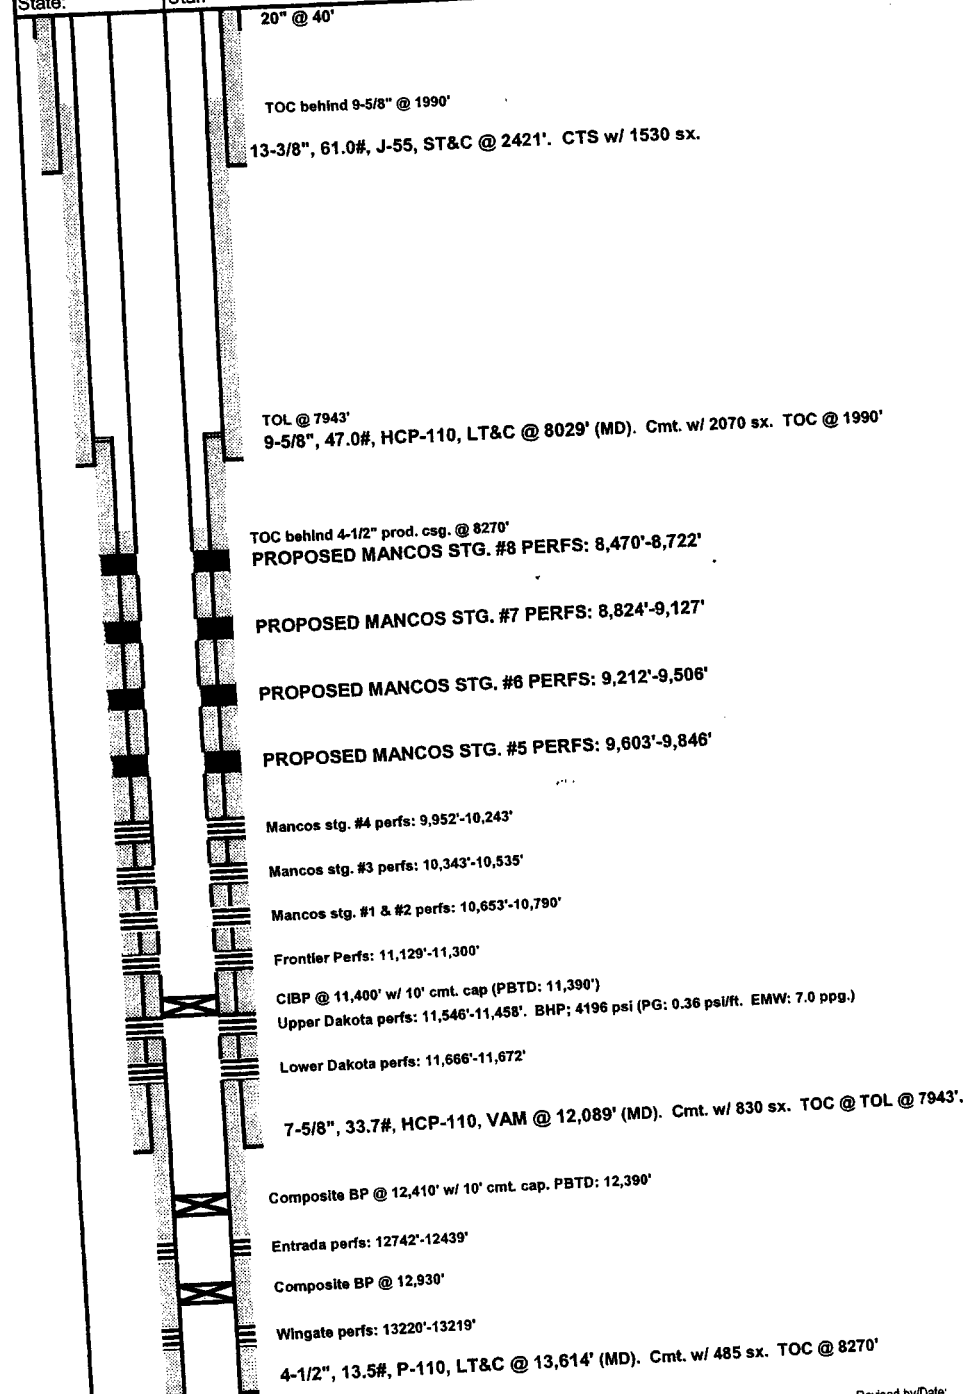 State:
20" @ 40'
TOC behind 9-5/8" @ 1990'
13-3/8", 61.0#, J-55, ST&C @ 2421'. CTS w/ 1530 sx.
TOL @ 7943'
9-5/8", 47.0#, HCP-110, LT&C @ 8029' (MD). Cmt. w/ 2070 sx. TOC @ 1990'
TOC behind 4-1/2" prod. csg. @ 8270'
PROPOSED MANCOS STG. #8 PERFS: 8,470'-8,722'
PROPOSED MANCOS STG. #7 PERFS: 8,824'-9,127'
PROPOSED MANCOS STG. #6 PERFS: 9,212'-9,506'
PROPOSED MANCOS STG. #5 PERFS: 9,603'-9,846'
Mancos stg. #4 perfs: 9,952'-10,243'
Mancos stg. #3 perfs: 10,343'-10,535'
Mancos stg. #1 & #2 perfs: 10,653'-10,790'
Frontier Perfs: 11,129'-11,300'
CIBP @ 11,400' w/ 10' cmt. cap (PBTD: 11,390')
Upper Dakota perfs: 11,546'-11,458'. BHP; 4196 psi (PG: 0.36 psi/ft. EMW: 7.0 ppg.)
Lower Dakota perfs: 11,666'-11,672'
7-5/8", 33.7#, HCP-110, VAM @ 12,089' (MD). Cmt. w/ 830 sx. TOC @ TOL @ 7943'.
Composite BP @ 12,410' w/ 10' cmt. cap. PBTD: 12,390'
Entrada perfs: 12742'-12439'
Composite BP @ 12,930'
Wingate perfs: 13220'-13219'
4-1/2", 13.5#, P-110, LT&C @ 13,614' (MD). Cmt. w/ 485 sx. TOC @ 8270'
Revised by/Date: